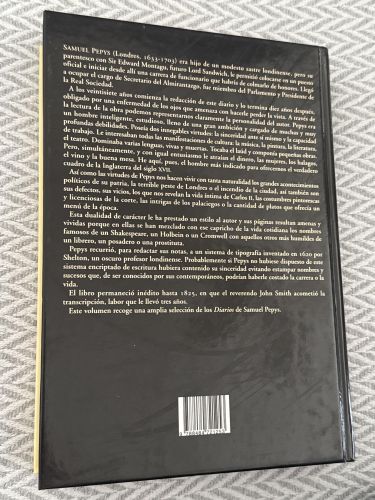 SAMUEL PEPYS (Londres, 1633-1703) era hijo de un modesto sastre londinense, pero su
parentesco con Sir Edward Montagu, futuro Lord Sandwich, le permitió colocarse en un puesto
oficial e iniciar desde allí una carrera de funcionario que habría de colmarlo de honores. Llegó
a ocupar el cargo de Secretario del Almirantazgo, fue miembro del Parlamento y Presidente de
la Real Sociedad.
A los veintisiete años comienza la redacción de este diario y lo termina diez años después,
obligado por una enfermedad de los ojos que amenaza con hacerle perder la vista. A través de
la lectura de la obra podemos representarnos claramente la personalidad del autor. Pepys era
un hombre inteligente, entusiasta, lleno de una gran ambición y cargado de muchas y muy
profundas debilidades. Poseía dos innegables virtudes: la sinceridad ante sí mismo y la capacidad
de trabajo. Le interesaban todas las manifestaciones de cultura: la música, la pintura, la literatura,
el teatro. Dominaba varias lenguas, vivas y muertas. Tocaba el laúd y componía pequeñas obras.
Pero, simultáneamente, y con igual entusiasmo le atraían el dinero, las mujeres, los halagos,
el vino y la buena mesa. He aquí, pues, el hombre más indicado para ofrecernos el verdadero
cuadro de la Inglaterra del siglo XVII.
Así como las virtudes de Pepys nos hacen vivir con tanta naturalidad los grandes acontecimientos
políticos de su patria, la terrible peste de Londres o el incendio de la ciudad, así también son
sus defectos, sus vicios, los que nos revelan la vida íntima de Carlos II, las costumbres pintorescas
y licenciosas de la corte, las intrigas de los palaciegos o la cantidad de platos que ofrecía un
menú de la época.
Esta dualidad de carácter le ha prestado un estilo al autor y sus páginas resultan amenas y
vívidas porque en ellas se han mezclado con ese capricho de la vida cotidiana los nombres
famosos de un Shakespeare, un Holbein o un Cromwell con aquellos otros más humildes de
un librero, un posadero o una prostituta.
Pepys recurrió, para redactar sus notas, a un sistema de tipografía inventado en 1620 por
Shelton, un oscuro profesor londinense. Probablemente si Pepys no hubiese dispuesto de este
sistema encriptado de escritura hubiera contenido su sinceridad evitando estampar nombres y
sucesos que, de ser conocidos por sus contemporáneos, podrían haberle costado la carrera o la
vida.
El libro permaneció inédito hasta 1825, en que el reverendo John Smith acometió la
transcripción, labor que le llevó tres años.
Este volumen recoge una amplia selección de los Diarios de Samuel Pepys.